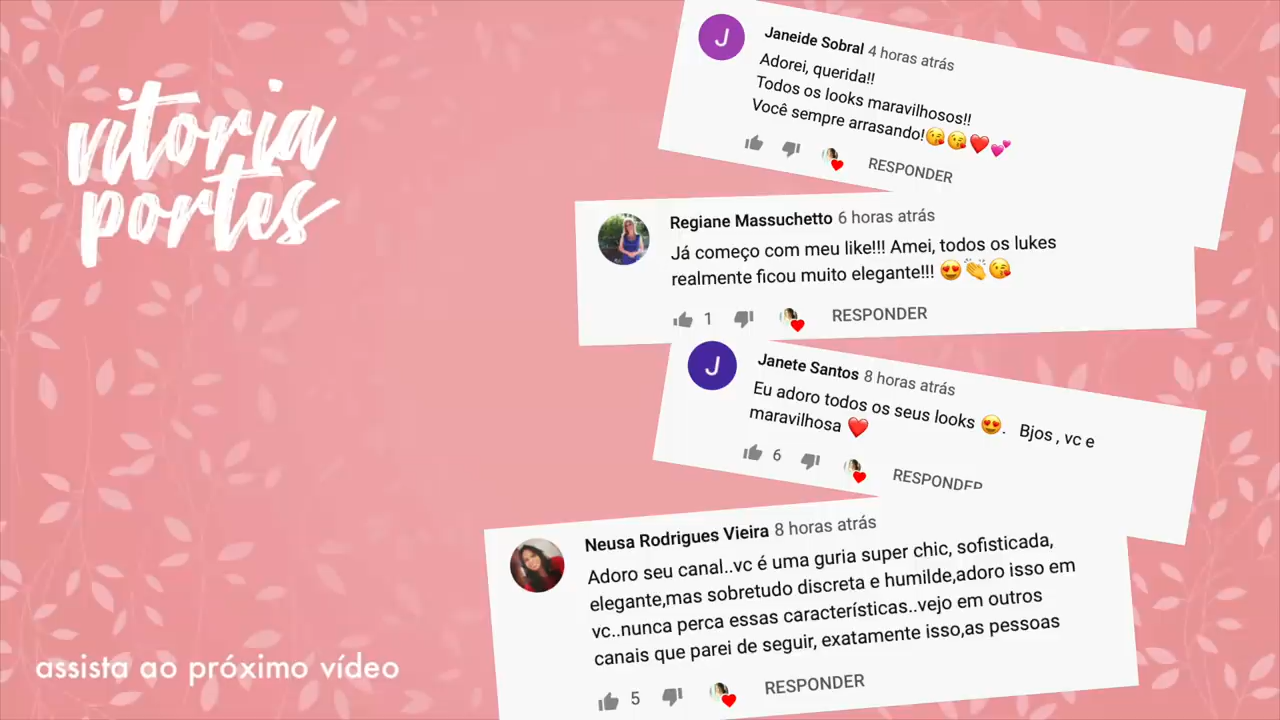 vitoria
portes
J
Janeide Sobral 4 horas atrás
Adorei, querida!!
Todos os looks maravilhosos!!
Você sempre arrasando!😘😘❤️💕
RESPONDER
Regiane Massuchetto 6 horas atrás
Já começo com meu like!!! Amei, todos os lukes
realmente ficou muito elegante!!! 😍👏😘
1 RESPONDER
J
Janete Santos 8 horas atrás
Eu adoro todos os seus looks 😍. Bjos , vc e
maravilhosa ❤️
6 RESPONDER
Neusa Rodrigues Vieira 8 horas atrás
Adoro seu canal..vc é uma guria super chic, sofisticada,
elegante,mas sobretudo discreta e humilde,adoro isso em
vc..nunca perca essas características..vejo em outros
canais que parei de seguir, exatamente isso,as pessoas
5 RESPONDER
assista ao próximo vídeo